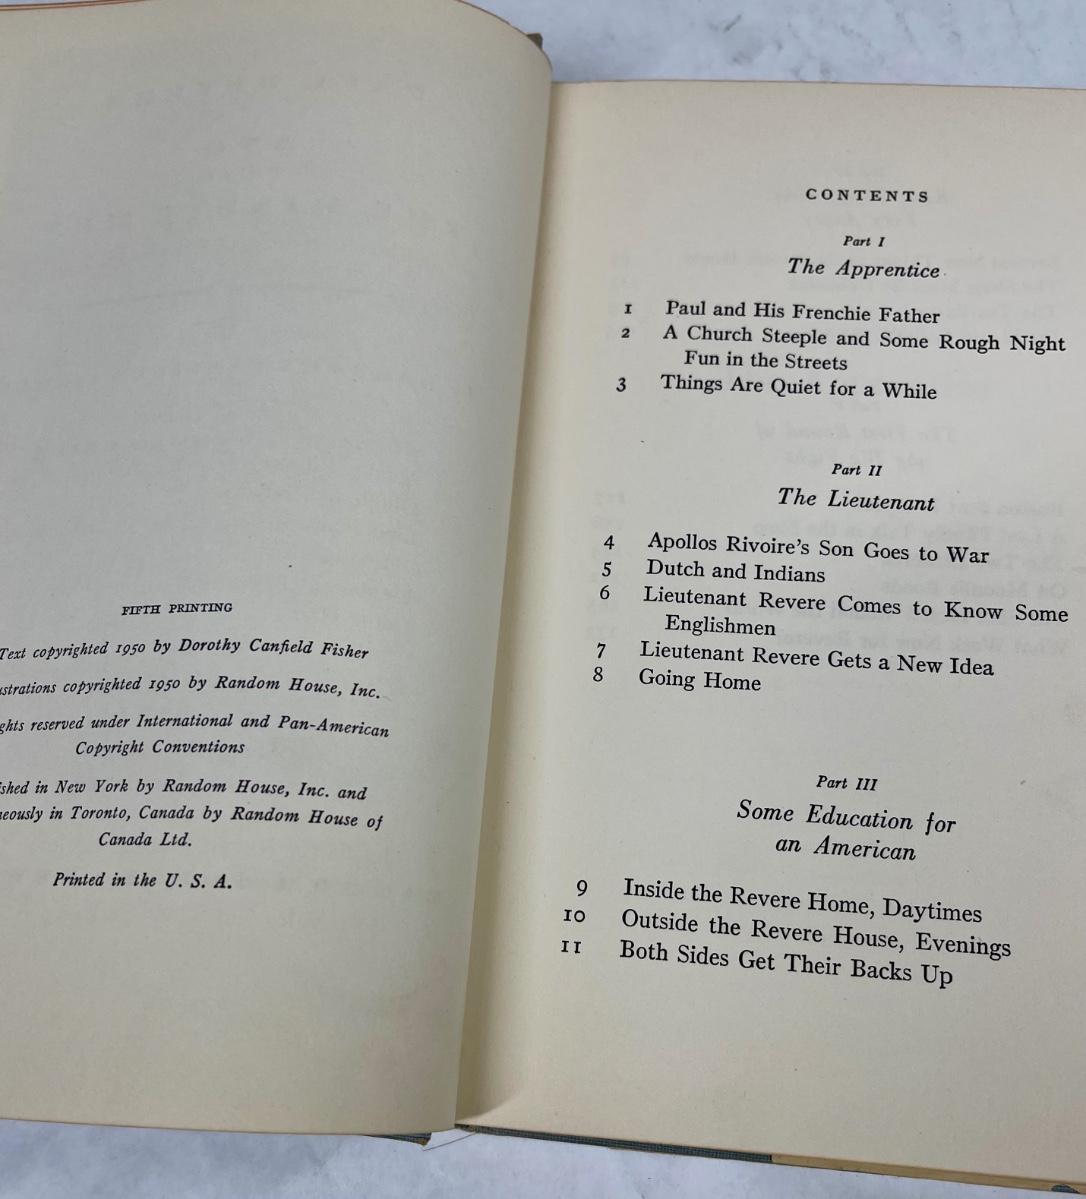 FIFTH PRINTING
Text copyrighted 1950 by Dorothy Canfield Fisher
copyrighted 1950 by Random House, Inc.
reserved under International and Pan-American
Copyright Conventions
in New York by Random House, Inc. and
in Toronto, Canada by Random House of
Canada Ltd.
Printed in the U. S. A.
CONTENTS
Part I
The Apprentice
1 Paul and His Frenchie Father
2 A Church Steeple and Some Rough Night
Fun in the Streets
3 Things Are Quiet for a While
Part II
The Lieutenant
4 Apollos Rivoire's Son Goes to War
5 Dutch and Indians
6 Lieutenant Revere Comes to Know Some
Englishmen
7 Lieutenant Revere Gets a New Idea
8 Going Home
Part III
Some Education for
an American
9 Inside the Revere Home, Daytimes
10 Outside the Revere House, Evenings
11 Both Sides Get Their Backs Up